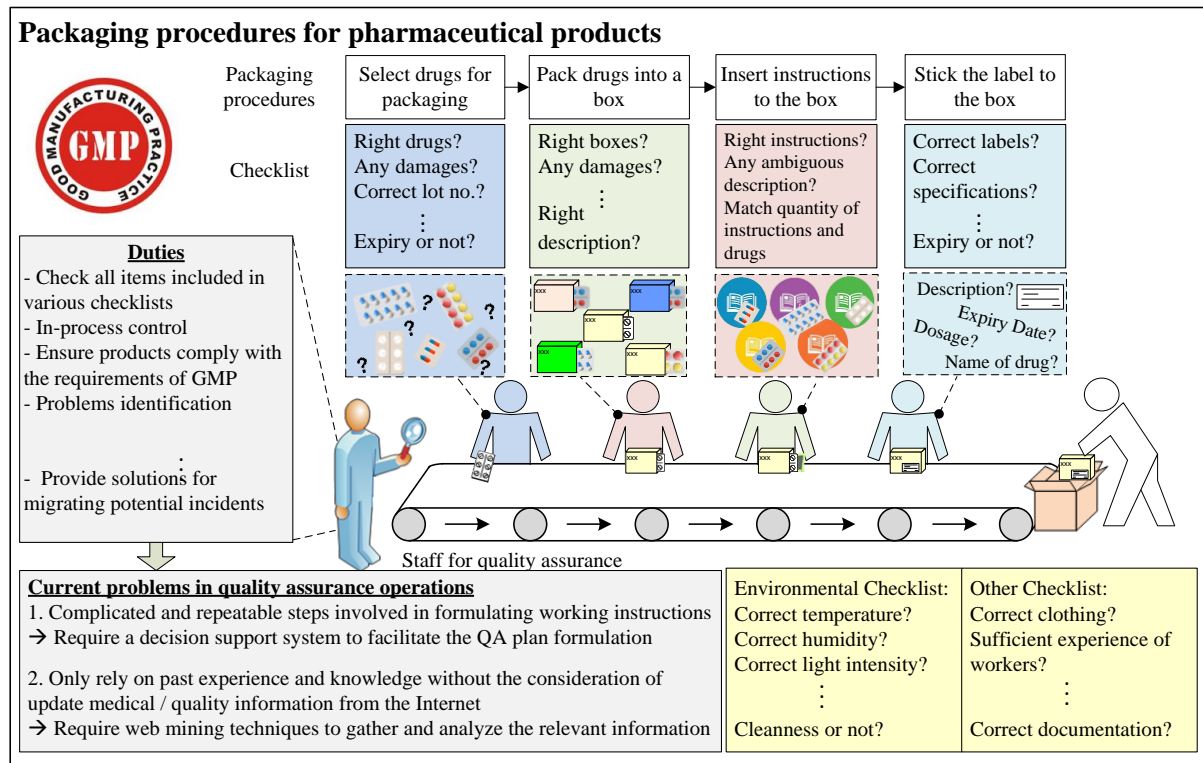 Packaging procedures for pharmaceutical products
GOOD MANUFACTURING PRACTICE
GMP
Packaging
procedures
Select drugs for
packaging
Pack drugs into a
box
Insert instructions
to the box
Stick the label to
the box
Checklist
Right drugs?
Any damages?
Correct lot no.?
⋮
Expiry or not?
Right boxes?
Any damages?
⋮
Right
description?
Right instructions?
Any ambiguous
description?
Match quantity of
instructions and
drugs
Correct labels?
Correct
specifications?
⋮
Expiry or not?
?
?
?
?
?
xxx
xxx
xxx
xxx
xxx
Description?
Expiry Date?
Dosage?
Name of drug?
Duties
- Check all items included in
various checklists
- In-process control
- Ensure products comply with
the requirements of GMP
- Problems identification
⋮
- Provide solutions for
migrating potential incidents
xxx
xxx
xxx
xxx
Staff for quality assurance
Current problems in quality assurance operations
1. Complicated and repeatable steps involved in formulating working instructions
→ Require a decision support system to facilitate the QA plan formulation
2. Only rely on past experience and knowledge without the consideration of
update medical / quality information from the Internet
→ Require web mining techniques to gather and analyze the relevant information
Environmental Checklist:
Correct temperature?
Correct humidity?
Correct light intensity?
⋮
Cleanness or not?
Other Checklist:
Correct clothing?
Sufficient experience of
workers?
⋮
Correct documentation?